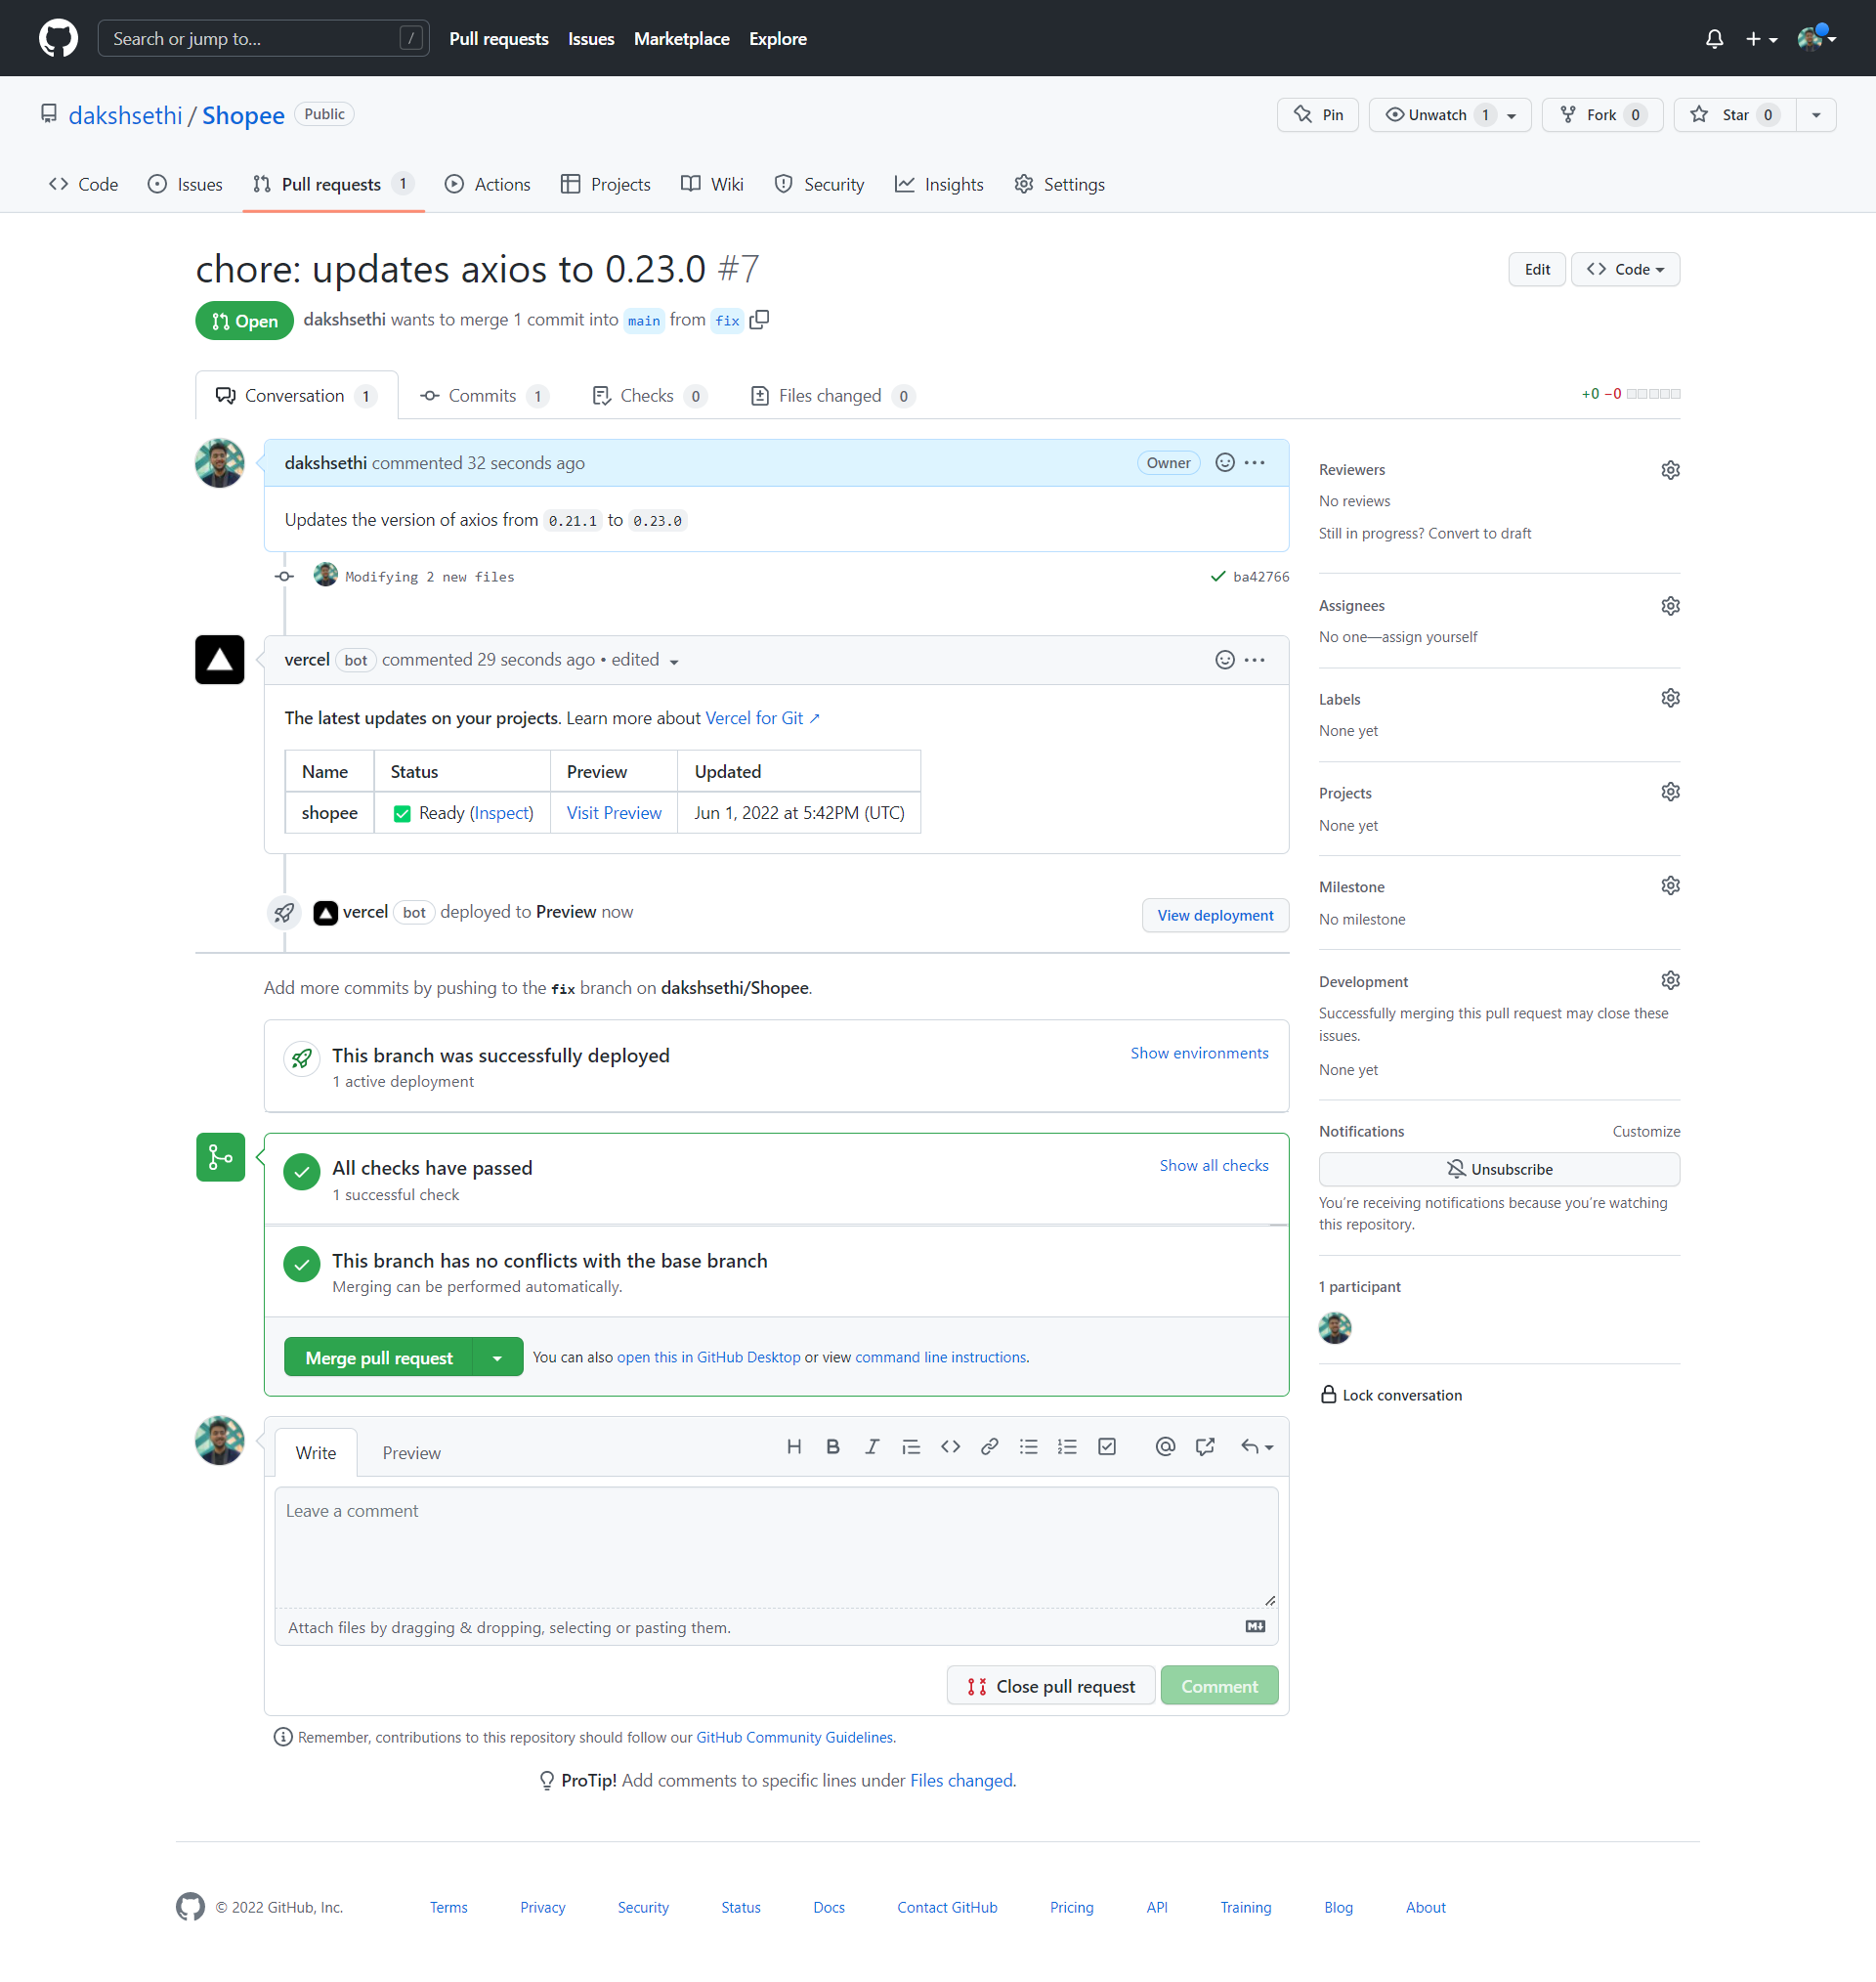 Search or jump to... /
Pull requests Issues Marketplace Explore
dakshsethi / Shopee Public
Pin Unwatch 1 Fork 0 Star 0
Code Issues Pull requests 1 Actions Projects Wiki Security Insights Settings
chore: updates axios to 0.23.0 #7
Edit Code
Open dakshsethi wants to merge 1 commit into main from fix
Conversation 1 Commits 1 Checks 0 Files changed 0
+0 −0
dakshsethi commented 32 seconds ago Owner
Updates the version of axios from 0.21.1 to 0.23.0
Modifying 2 new files ba42766
vercel bot commented 29 seconds ago • edited
The latest updates on your projects. Learn more about Vercel for Git ↗
Name Status Preview Updated
shopee ✅ Ready (Inspect) Visit Preview Jun 1, 2022 at 5:42PM (UTC)
vercel bot deployed to Preview now View deployment
Add more commits by pushing to the fix branch on dakshsethi/Shopee.
This branch was successfully deployed
1 active deployment
Show environments
All checks have passed
1 successful check
Show all checks
This branch has no conflicts with the base branch
Merging can be performed automatically.
Merge pull request You can also open this in GitHub Desktop or view command line instructions.
Write Preview
Leave a comment
Attach files by dragging & dropping, selecting or pasting them.
Close pull request Comment
Remember, contributions to this repository should follow our GitHub Community Guidelines.
ProTip! Add comments to specific lines under Files changed.
Reviewers
No reviews
Still in progress? Convert to draft
Assignees
No one—assign yourself
Labels
None yet
Projects
None yet
Milestone
No milestone
Development
Successfully merging this pull request may close these
issues.
None yet
Notifications Customize
Unsubscribe
You're receiving notifications because you're watching
this repository.
1 participant
Lock conversation
© 2022 GitHub, Inc. Terms Privacy Security Status Docs Contact GitHub Pricing API Training Blog About